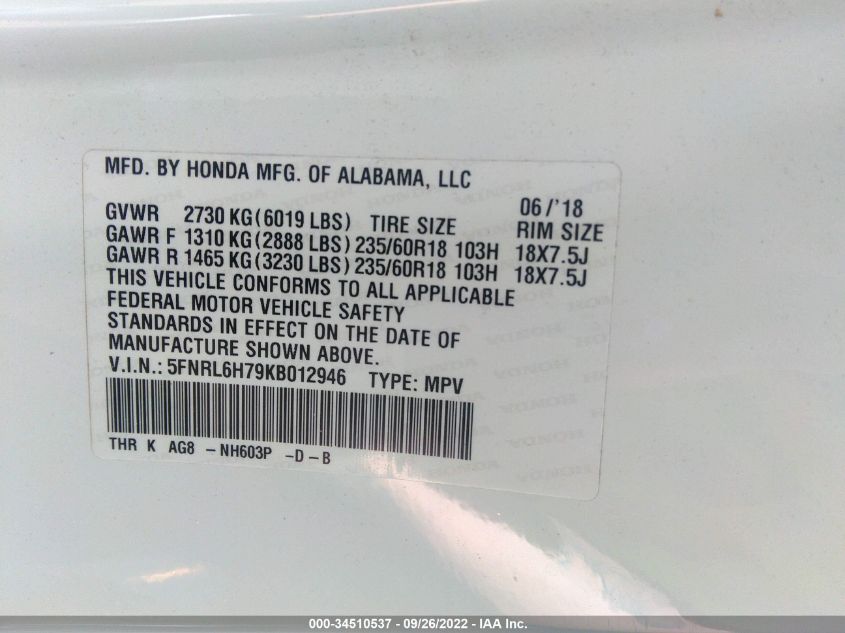 MFD. BY HONDA MFG. OF ALABAMA, LLC
06/'18
GVWR 2730 KG(6019 LBS) TIRE SIZE RIM SIZE
GAWR F 1310 KG(2888 LBS) 235/60R18 103H 18X7.5J
GAWR R 1465 KG(3230 LBS) 235/60R18 103H 18X7.5J
THIS VEHICLE CONFORMS TO ALL APPLICABLE
FEDERAL MOTOR VEHICLE SAFETY
STANDARDS IN EFFECT ON THE DATE OF
MANUFACTURE SHOWN ABOVE.
V.I.N.: 5FNRL6H79KB012946 TYPE: MPV
THR K AG8 -NH603P -D-B
000-34510537 - 09/26/2022 - IAA Inc.